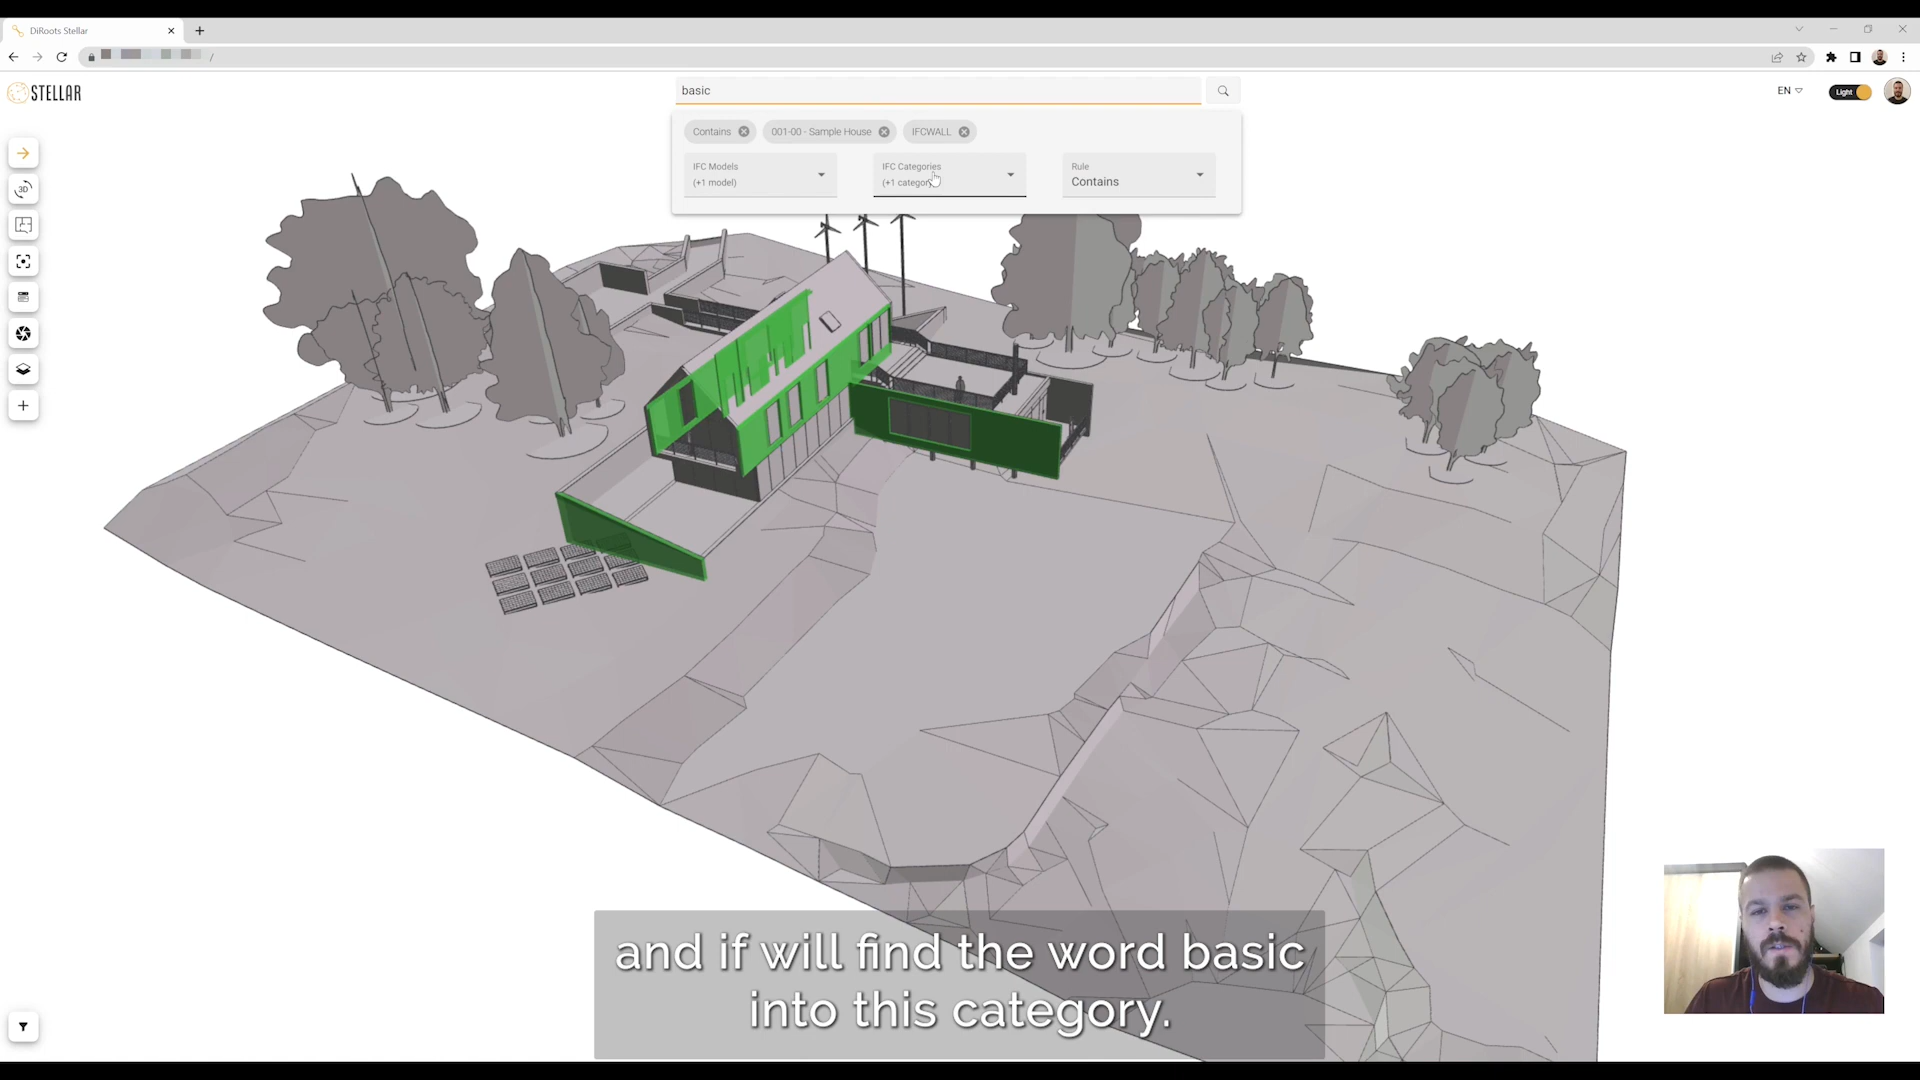 DiRoots Stellar
/
STELLAR
basic
EN
Light
Contains
001-00 - Sample House
IFCWALL
IFC Models
(+1 model)
IFC Categories
(+1 category)
Rule
Contains
3D
and if will find the word basic
into this category.